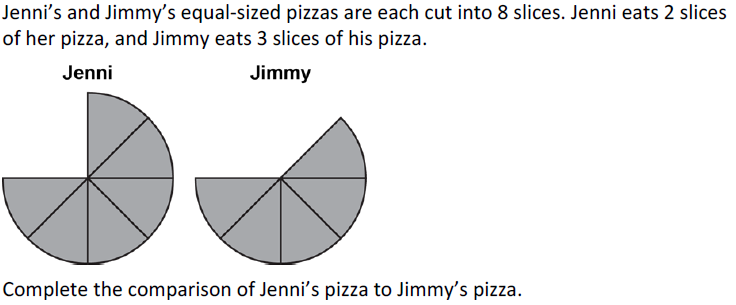 Jenni’s and Jimmy’s equal-sized pizzas are each cut into 8 slices. Jenni eats 2 slices
of her pizza, and Jimmy eats 3 slices of his pizza.
Jenni Jimmy
Complete the comparison of Jenni’s pizza to Jimmy’s pizza.